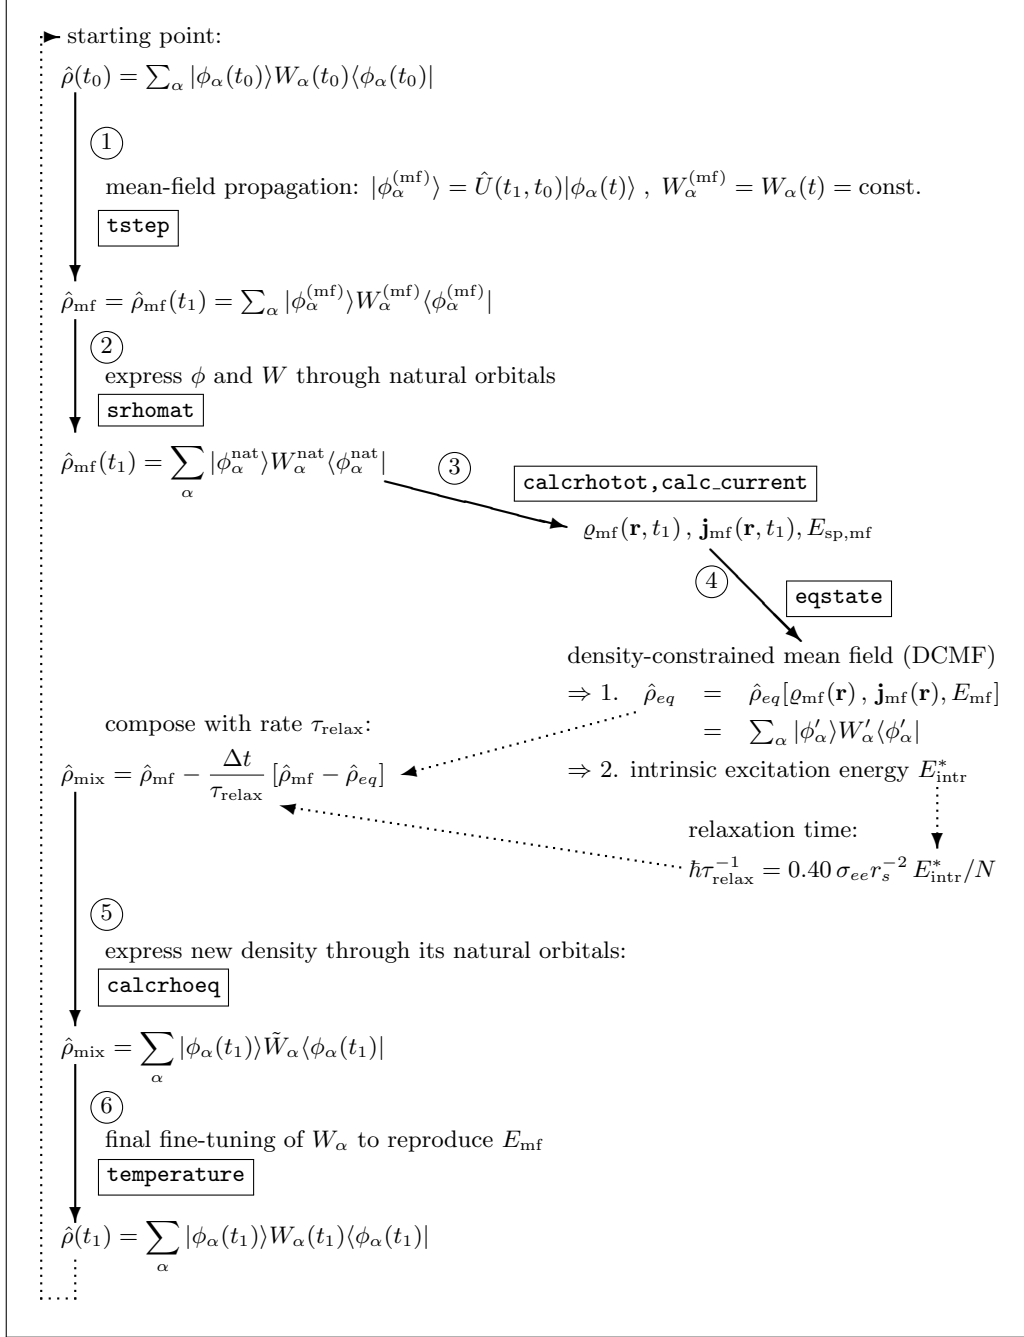 starting point:
ρ̂(t₀) = ∑_α |ϕ_α(t₀)⟩W_α(t₀)⟨ϕ_α(t₀)|
1
mean-field propagation: |ϕ_α^(mf)⟩ = Û(t₁, t₀)|ϕ_α(t)⟩ , W_α^(mf) = W_α(t) = const.
tstep
ρ̂_mf = ρ̂_mf(t₁) = ∑_α |ϕ_α^(mf)⟩W_α^(mf)⟨ϕ_α^(mf)|
2
express ϕ and W through natural orbitals
srhomat
ρ̂_mf(t₁) = ∑_α |ϕ_α^nat⟩W_α^nat⟨ϕ_α^nat|
3
calcrhotot,calc_current
ϱ_mf(r, t₁) , j_mf(r, t₁), E_sp,mf
4
eqstate
density-constrained mean field (DCMF)
⇒ 1. ρ̂_eq = ρ̂_eq[ϱ_mf(r) , j_mf(r), E_mf]
= ∑_α |ϕ′_α⟩W′_α⟨ϕ′_α|
⇒ 2. intrinsic excitation energy E*_intr
relaxation time:
ℏτ_relax^−1 = 0.40 σ_ee r_s^−2 E*_intr/N
compose with rate τ_relax:
ρ̂_mix = ρ̂_mf − Δt/τ_relax [ρ̂_mf − ρ̂_eq]
5
express new density through its natural orbitals:
calcrhoeq
ρ̂_mix = ∑_α |ϕ_α(t₁)⟩W̃_α⟨ϕ_α(t₁)|
6
final fine-tuning of W_α to reproduce E_mf
temperature
ρ̂(t₁) = ∑_α |ϕ_α(t₁)⟩W_α(t₁)⟨ϕ_α(t₁)|